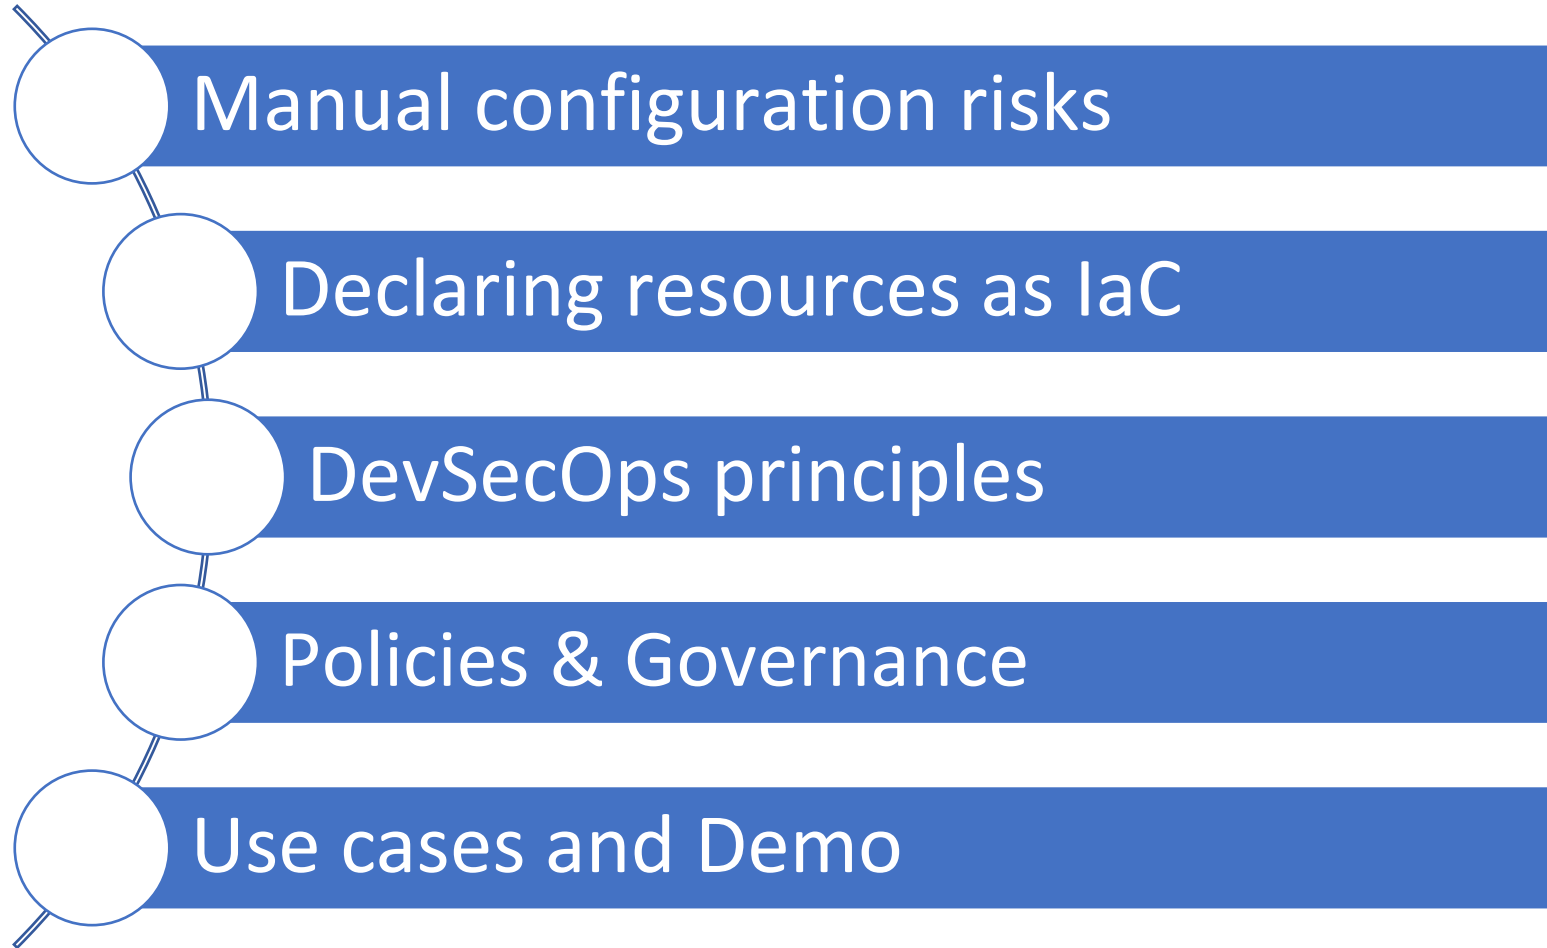 Manual configuration risks
Declaring resources as IaC
DevSecOps principles
Policies & Governance
Use cases and Demo